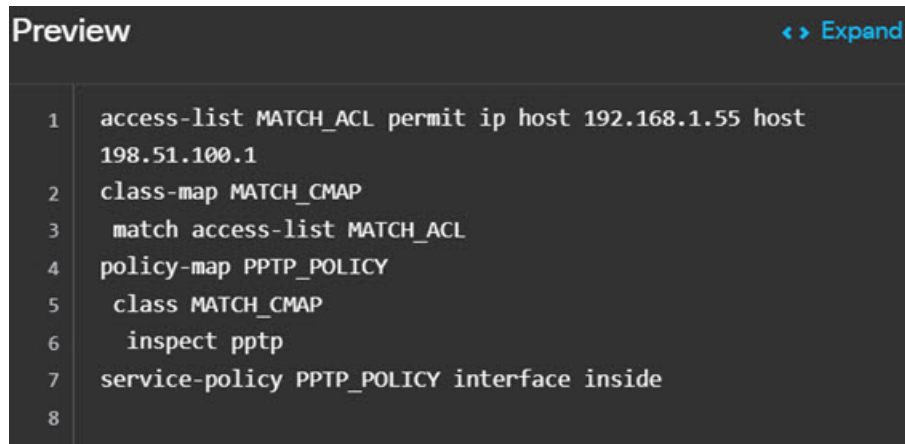 Preview
<> Expand
1 access-list MATCH_ACL permit ip host 192.168.1.55 host
198.51.100.1
2 class-map MATCH_CMAP
3 match access-list MATCH_ACL
4 policy-map PPTP_POLICY
5 class MATCH_CMAP
6 inspect pptp
7 service-policy PPTP_POLICY interface inside
8